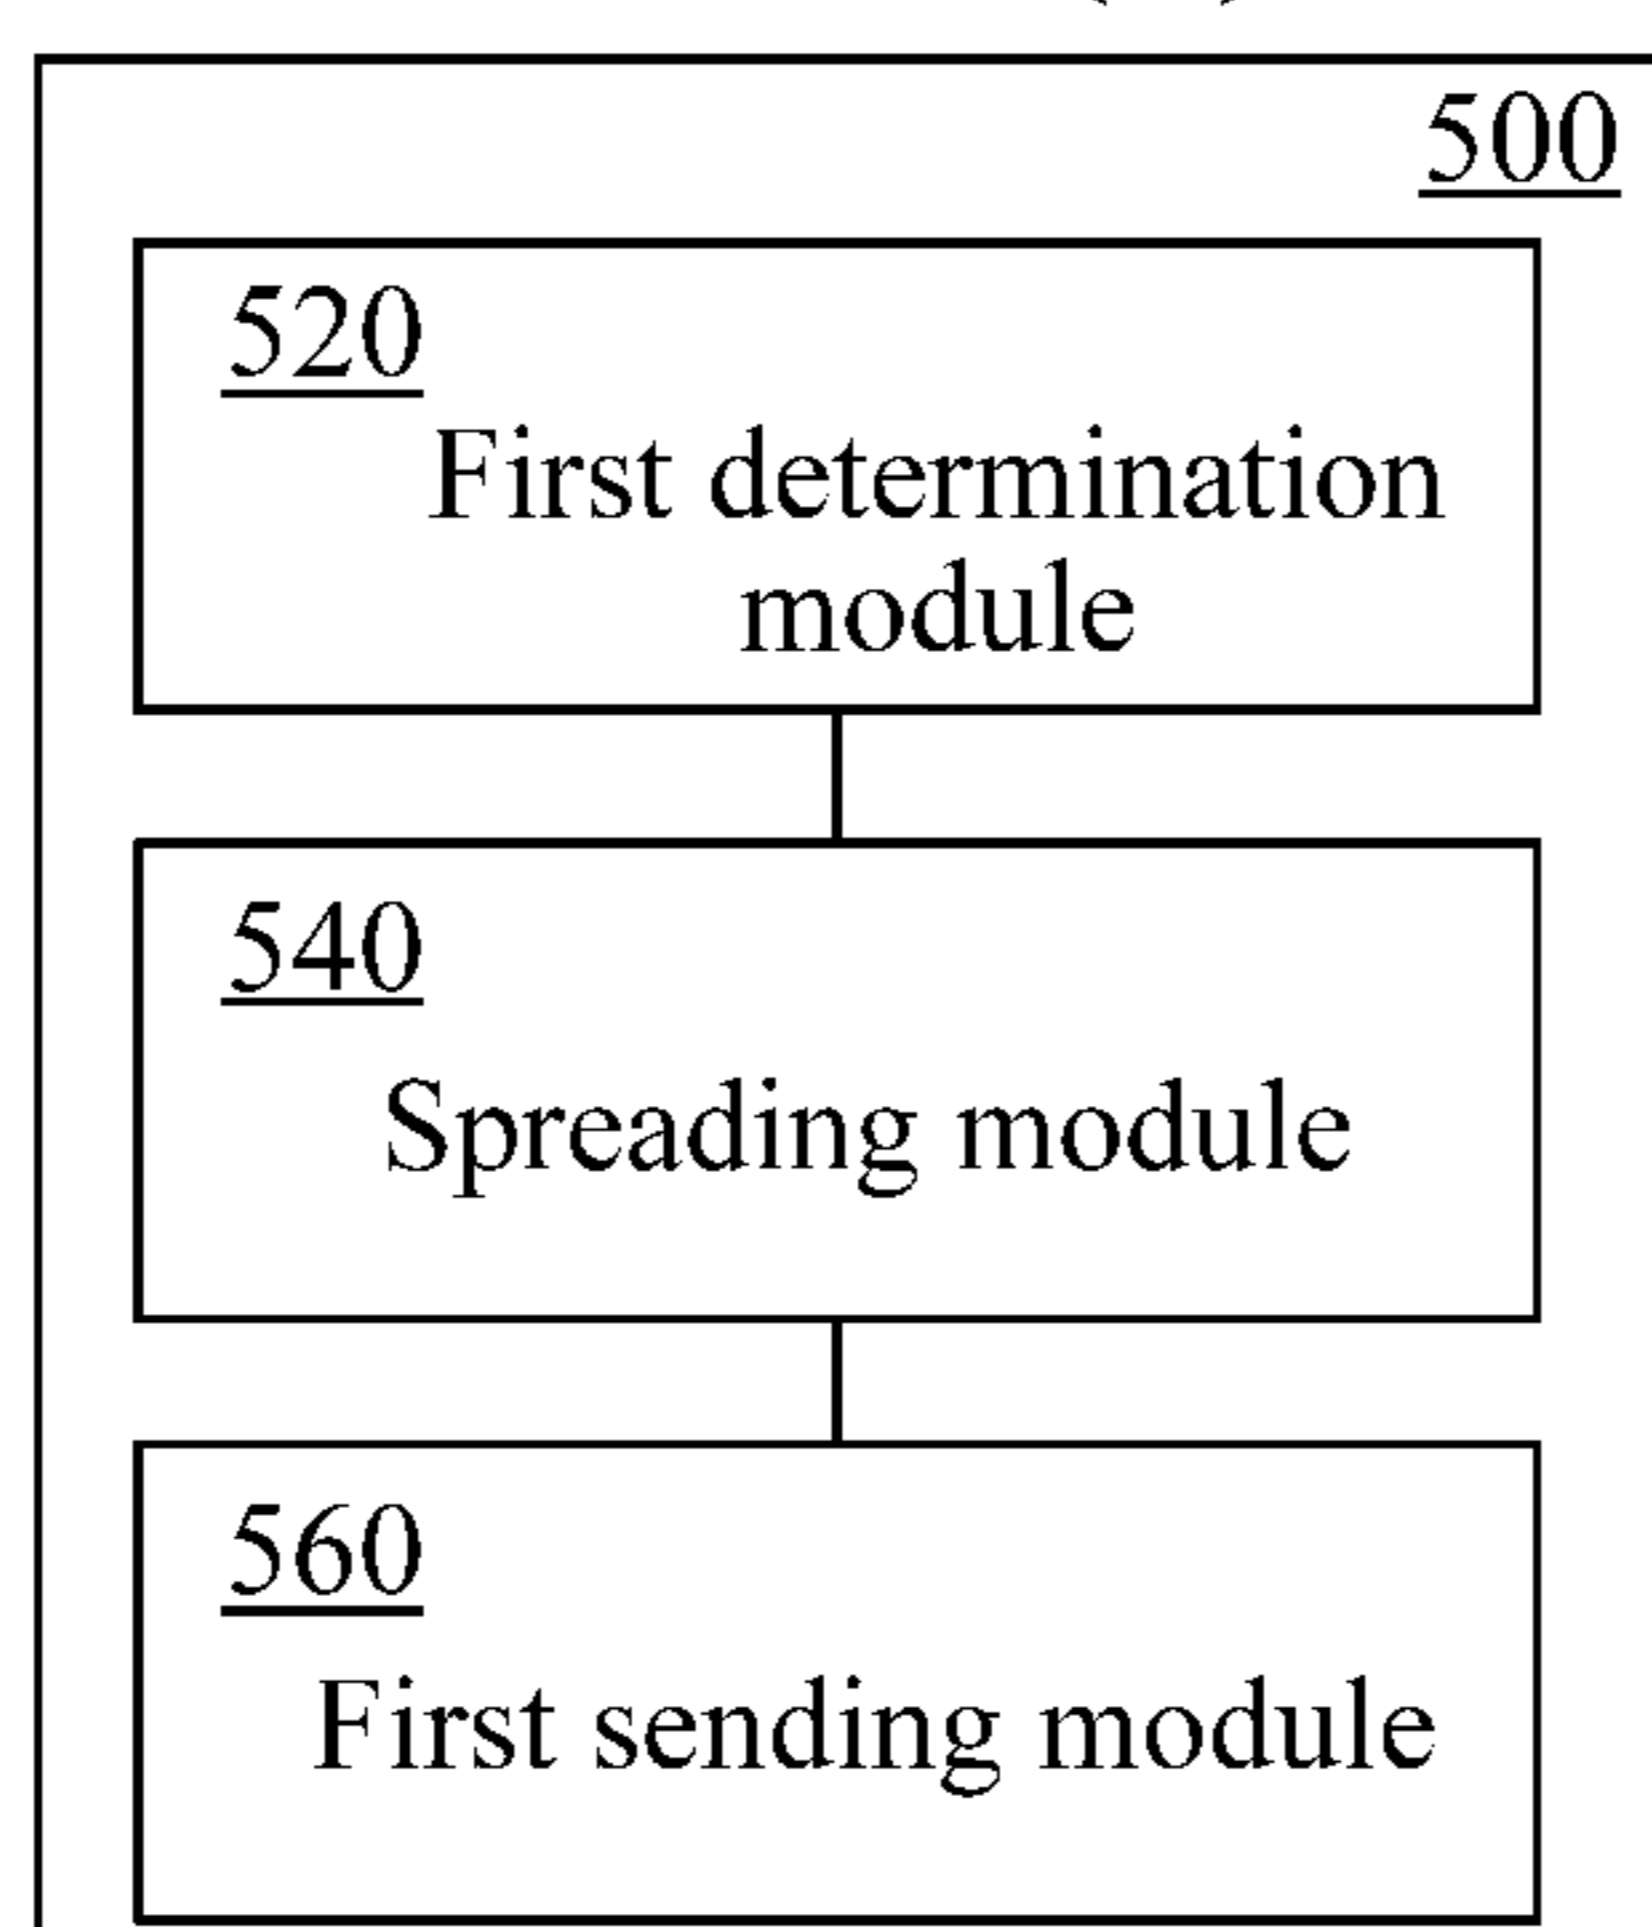 500
520
First determination
module
540
Spreading module
560
First sending module